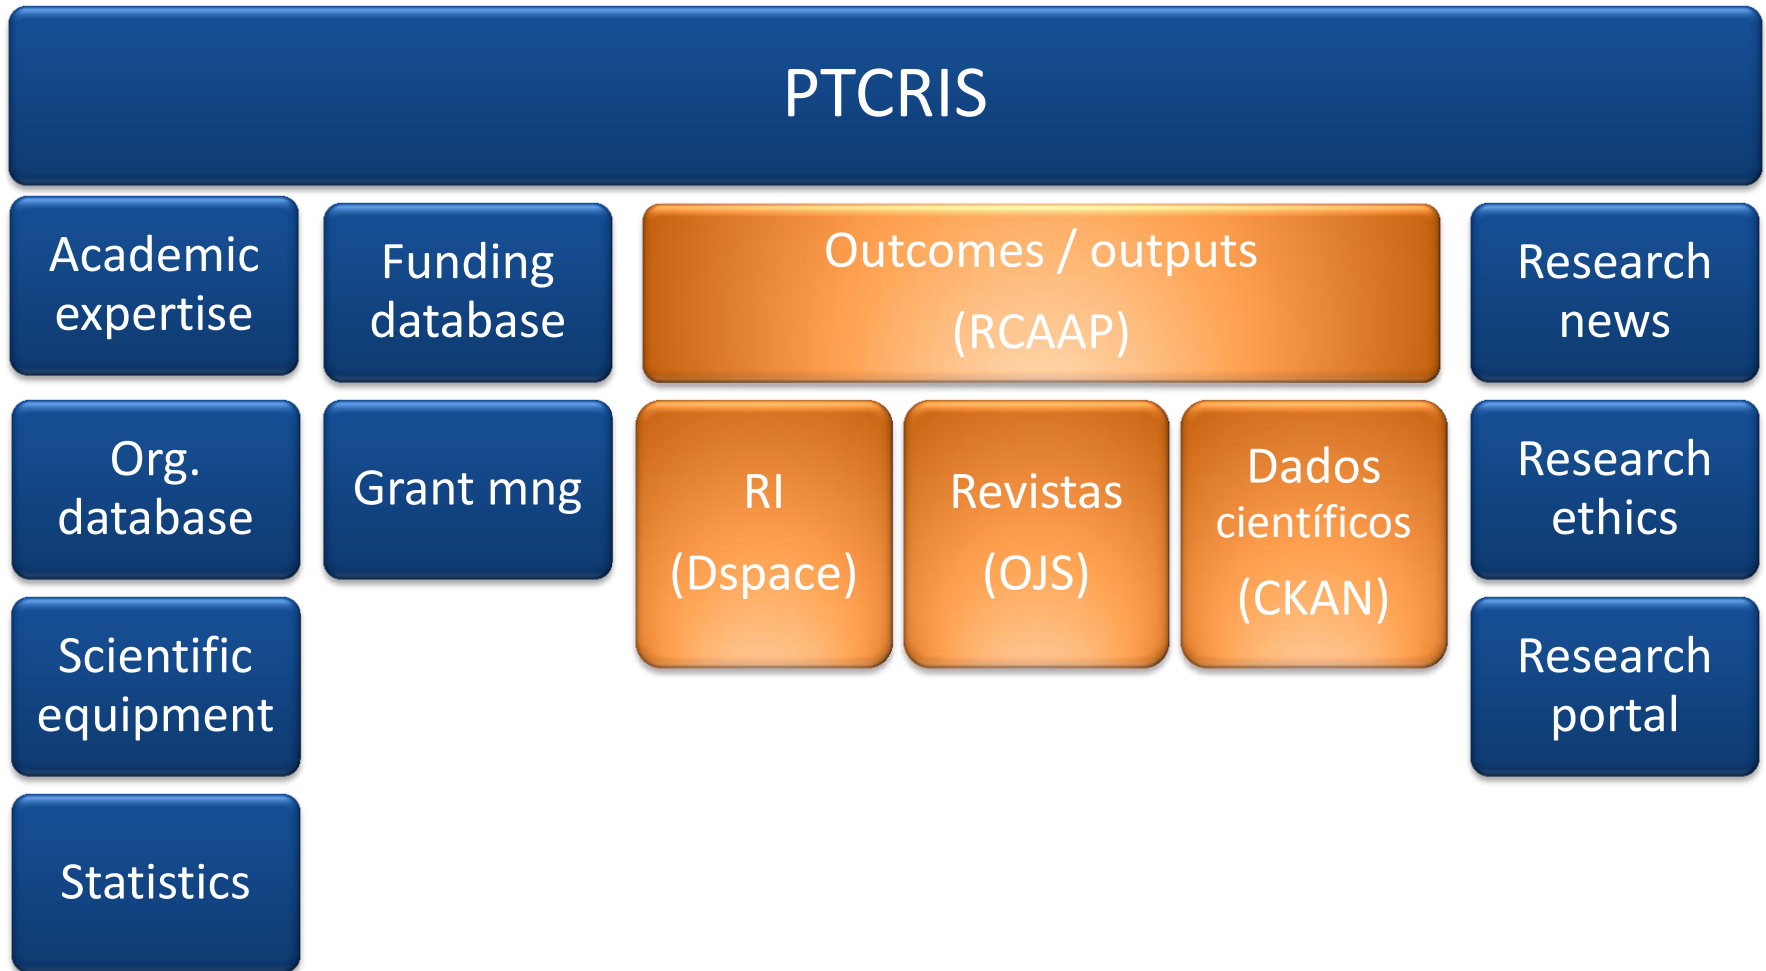 PTCRIS
Academic
expertise
Funding
database
Outcomes / outputs
(RCAAP)
Research
news
Org.
database
Grant mng
RI
(Dspace)
Revistas
(OJS)
Dados
científicos
(CKAN)
Research
ethics
Scientific
equipment
Research
portal
Statistics